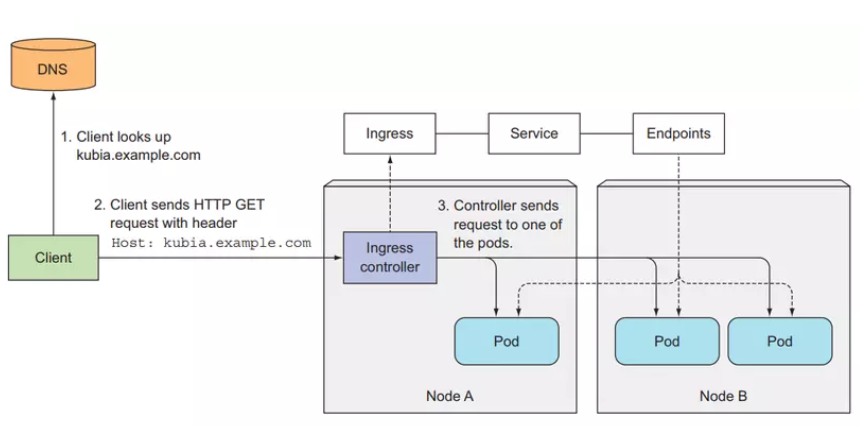 DNS
1. Client looks up
kubia.example.com
Ingress
Service
Endpoints
2. Client sends HTTP GET
request with header
Host: kubia.example.com
3. Controller sends
request to one of
the pods.
Client
Ingress
controller
Pod
Pod
Pod
Node A
Node B